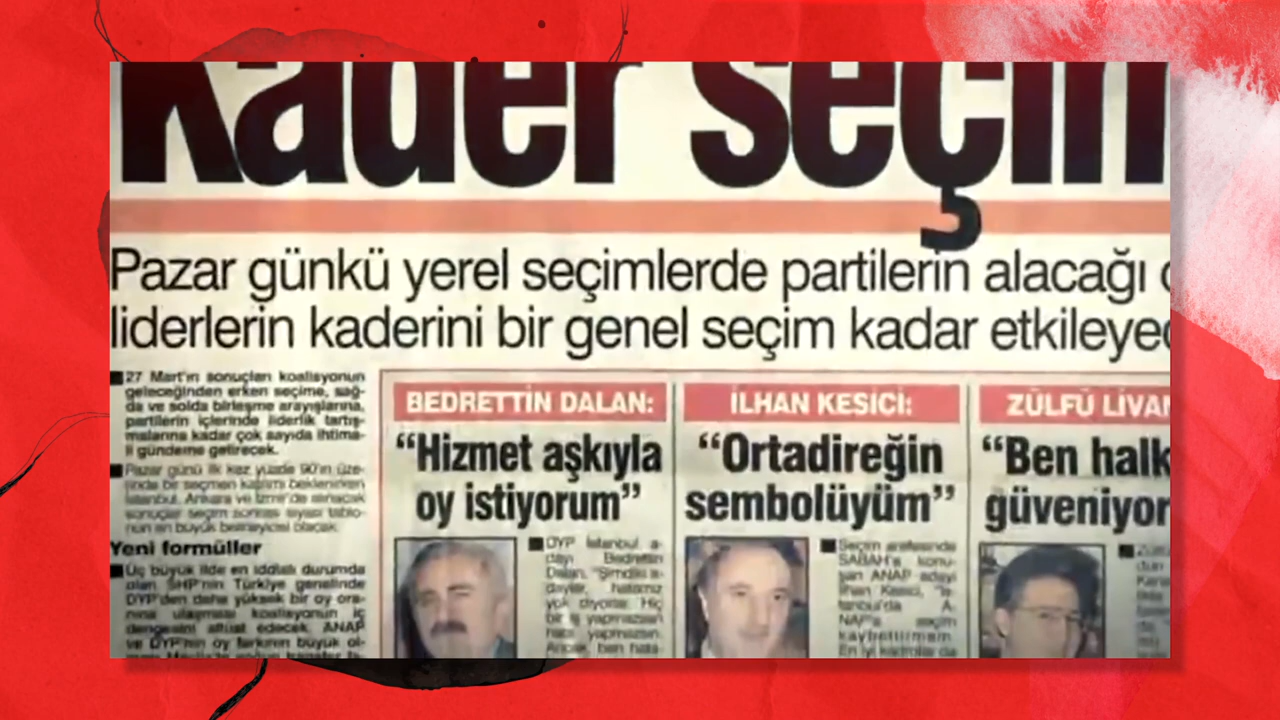 Kader seçin
Pazar günkü yerel seçimlerde partilerin alacağı
liderlerin kaderini bir genel seçim kadar etkileyec
27 Mart'ın sonuçları koalisyonun
geleceğinden erken seçime, sağ-
da ve solda birleşme arayışlarına,
partilerin içlerinde liderlik tartış-
malarına kadar çok sayıda ihtima-
li gündeme getirecek.
Pazar günü ilk kez yüzde 90'ın üze-
rinde bir seçmen katılımı beklenirken
İstanbul, Ankara ve İzmir'de alınacak
sonuçlar seçim sonrası siyasi tablo-
nun en büyük belirleyicisi olacak.
Yeni formüller
Üç büyük ilde en iddialı durumda
olan SHP'nin Türkiye genelinde
DYP'den daha yüksek bir oy ora-
nına ulaşması koalisyonun iç
dengesini altüst edecek. ANAP
ve DYP'nin oy farkının büyük ol-
BEDRETTİN DALAN:
"Hizmet aşkıyla
oy istiyorum"
DYP İstanbul a-
dayı Bedrettin
Dalan, "Şimdiki a-
daylar, hatamız
yok diyorlar. Hiç
bir iş yapmazsan
hata yapmazsın.
Ancak ben hata-
İLHAN KESİCİ:
"Ortadireğin
sembolüyüm"
Seçim arefesinde
SABAH'a konu-
şan ANAP adayı
İlhan Kesici, "İs-
tanbul'da A-
NAP'a seçim
kaybettirmem.
En iyi kadrolar da
ZÜLFÜ LİVAN
"Ben halk
güveniyor